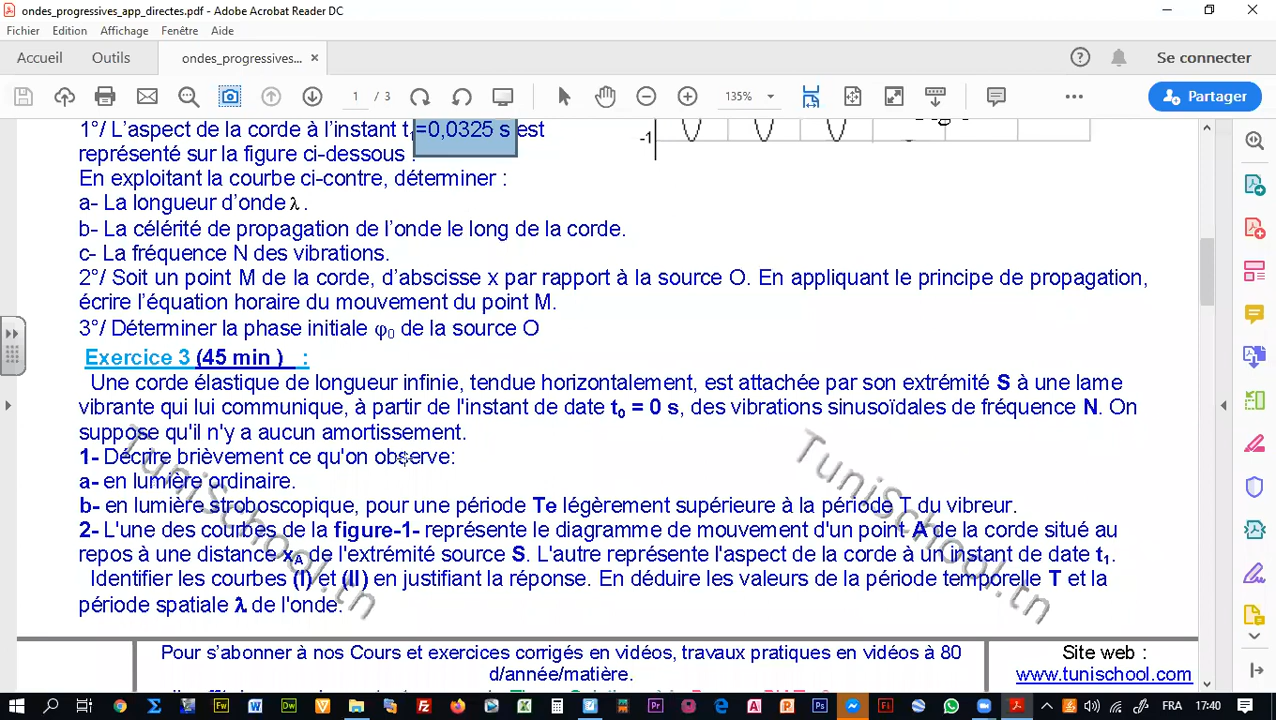 ondes_progressives_app_directes.pdf - Adobe Acrobat Reader DC
Fichier Edition Affichage Fenêtre Aide
Accueil Outils ondes_progressives... × Se connecter
1 / 3 135% Partager
1°/ L'aspect de la corde à l'instant t₁=0,0325 s est
représenté sur la figure ci-dessous :
-1
En exploitant la courbe ci-contre, déterminer :
a- La longueur d'onde λ .
b- La célérité de propagation de l'onde le long de la corde.
c- La fréquence N des vibrations.
2°/ Soit un point M de la corde, d'abscisse x par rapport à la source O. En appliquant le principe de propagation,
écrire l'équation horaire du mouvement du point M.
3°/ Déterminer la phase initiale φ₀ de la source O
Exercice 3 (45 min ) :
Une corde élastique de longueur infinie, tendue horizontalement, est attachée par son extrémité S à une lame
vibrante qui lui communique, à partir de l'instant de date t₀ = 0 s, des vibrations sinusoïdales de fréquence N. On
suppose qu'il n'y a aucun amortissement.
1- Décrire brièvement ce qu'on observe:
a- en lumière ordinaire.
b- en lumière stroboscopique, pour une période Te légèrement supérieure à la période T du vibreur.
2- L'une des courbes de la figure-1- représente le diagramme de mouvement d'un point A de la corde situé au
repos à une distance xA de l'extrémité source S. L'autre représente l'aspect de la corde à un instant de date t₁.
Identifier les courbes (I) et (II) en justifiant la réponse. En déduire les valeurs de la période temporelle T et la
période spatiale λ de l'onde.
TuniSchool.tn
TuniSchool.tn
Pour s'abonner à nos Cours et exercices corrigés en vidéos, travaux pratiques en vidéos à 80
d/année/matière.
Site web :
www.tunischool.com
FRA 17:40